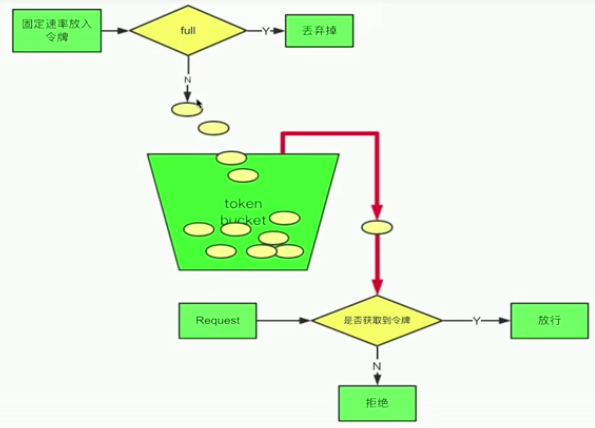 固定速率放入
令牌
full
Y
丢弃掉
N
token
bucket
Request
是否获取到令牌
Y
放行
N
拒绝